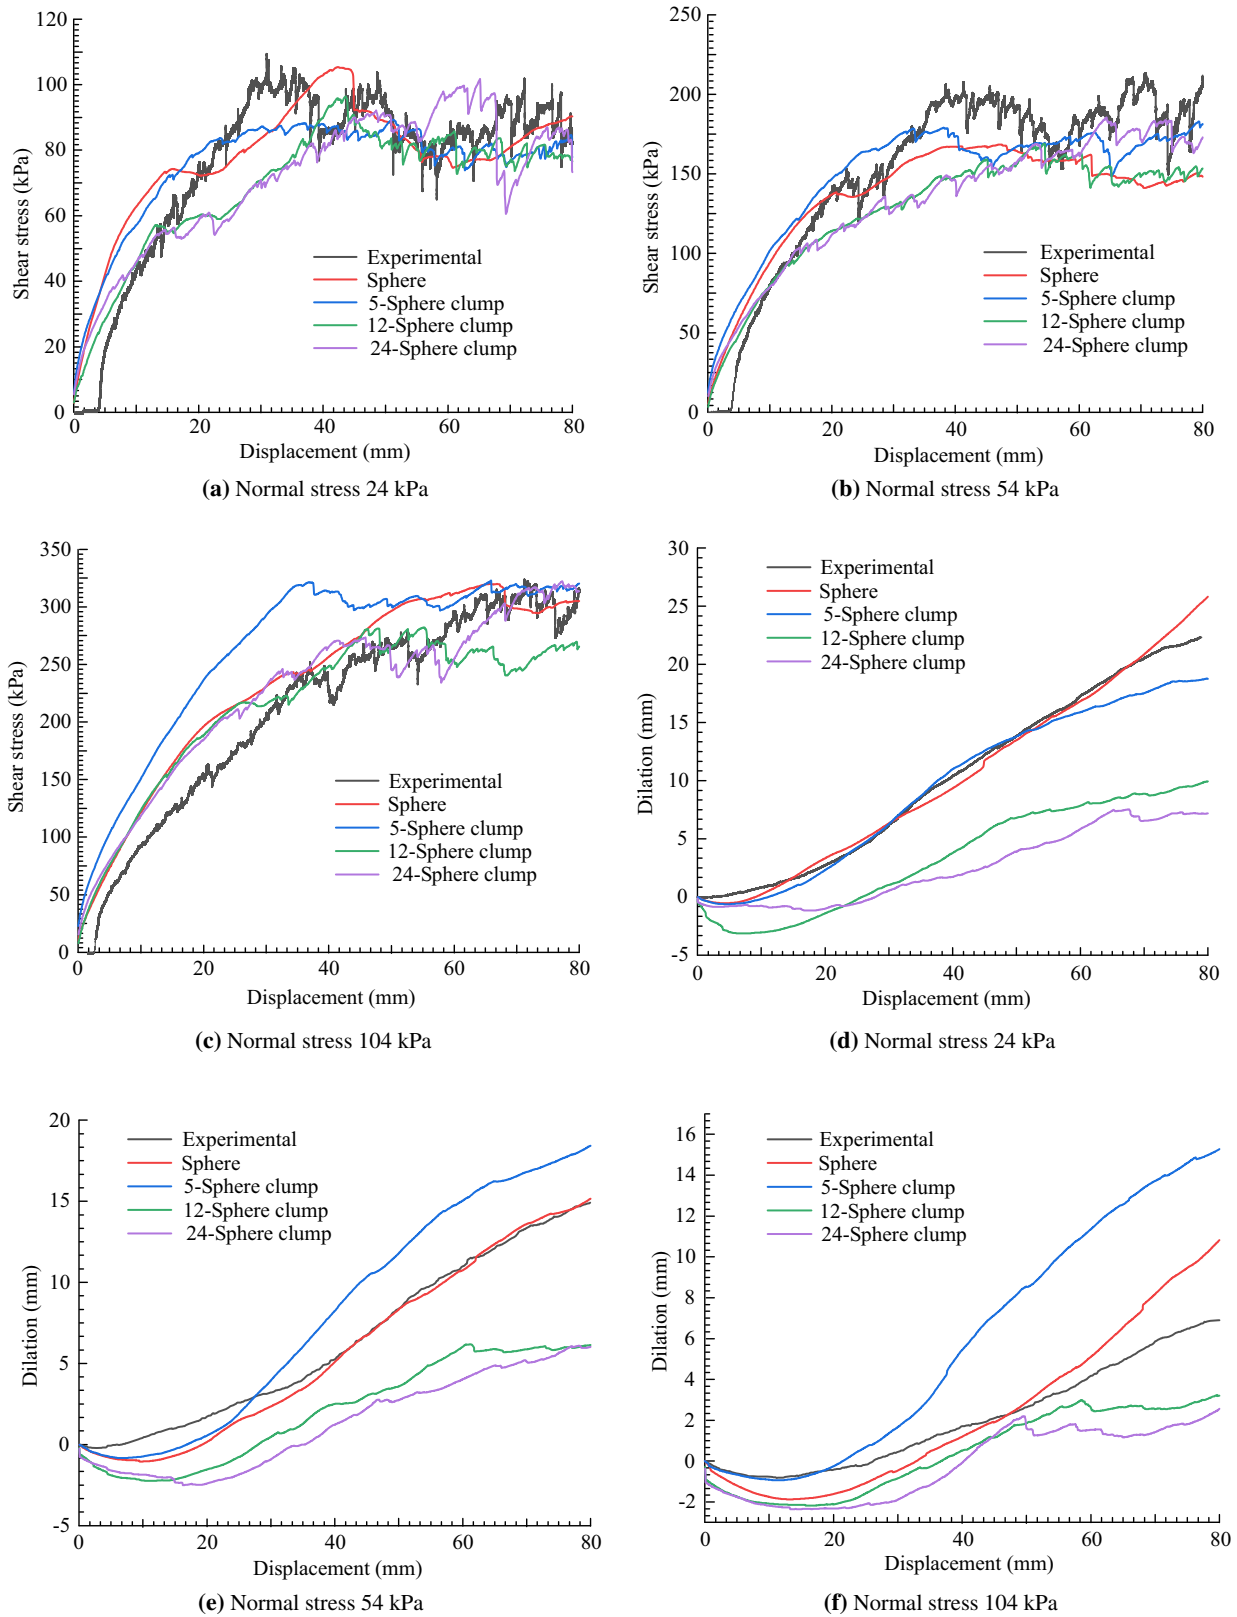 120
100
80
60
40
20
0
Shear stress (kPa)
Experimental
Sphere
5-Sphere clump
12-Sphere clump
24-Sphere clump
0 20 40 60 80
Displacement (mm)
(a) Normal stress 24 kPa
250
200
150
100
50
0
Shear stress (kPa)
Experimental
Sphere
5-Sphere clump
12-Sphere clump
24-Sphere clump
0 20 40 60 80
Displacement (mm)
(b) Normal stress 54 kPa
350
300
250
200
150
100
50
0
Shear stress (kPa)
Experimental
Sphere
5-Sphere clump
12-Sphere clump
24-Sphere clump
0 20 40 60 80
Displacement (mm)
(c) Normal stress 104 kPa
30
25
20
15
10
5
0
-5
Dilation (mm)
Experimental
Sphere
5-Sphere clump
12-Sphere clump
24-Sphere clump
0 20 40 60 80
Displacement (mm)
(d) Normal stress 24 kPa
20
15
10
5
0
-5
Dilation (mm)
Experimental
Sphere
5-Sphere clump
12-Sphere clump
24-Sphere clump
0 20 40 60 80
Displacement (mm)
(e) Normal stress 54 kPa
16
14
12
10
8
6
4
2
0
-2
Dilation (mm)
Experimental
Sphere
5-Sphere clump
12-Sphere clump
24-Sphere clump
0 20 40 60 80
Displacement (mm)
(f) Normal stress 104 kPa